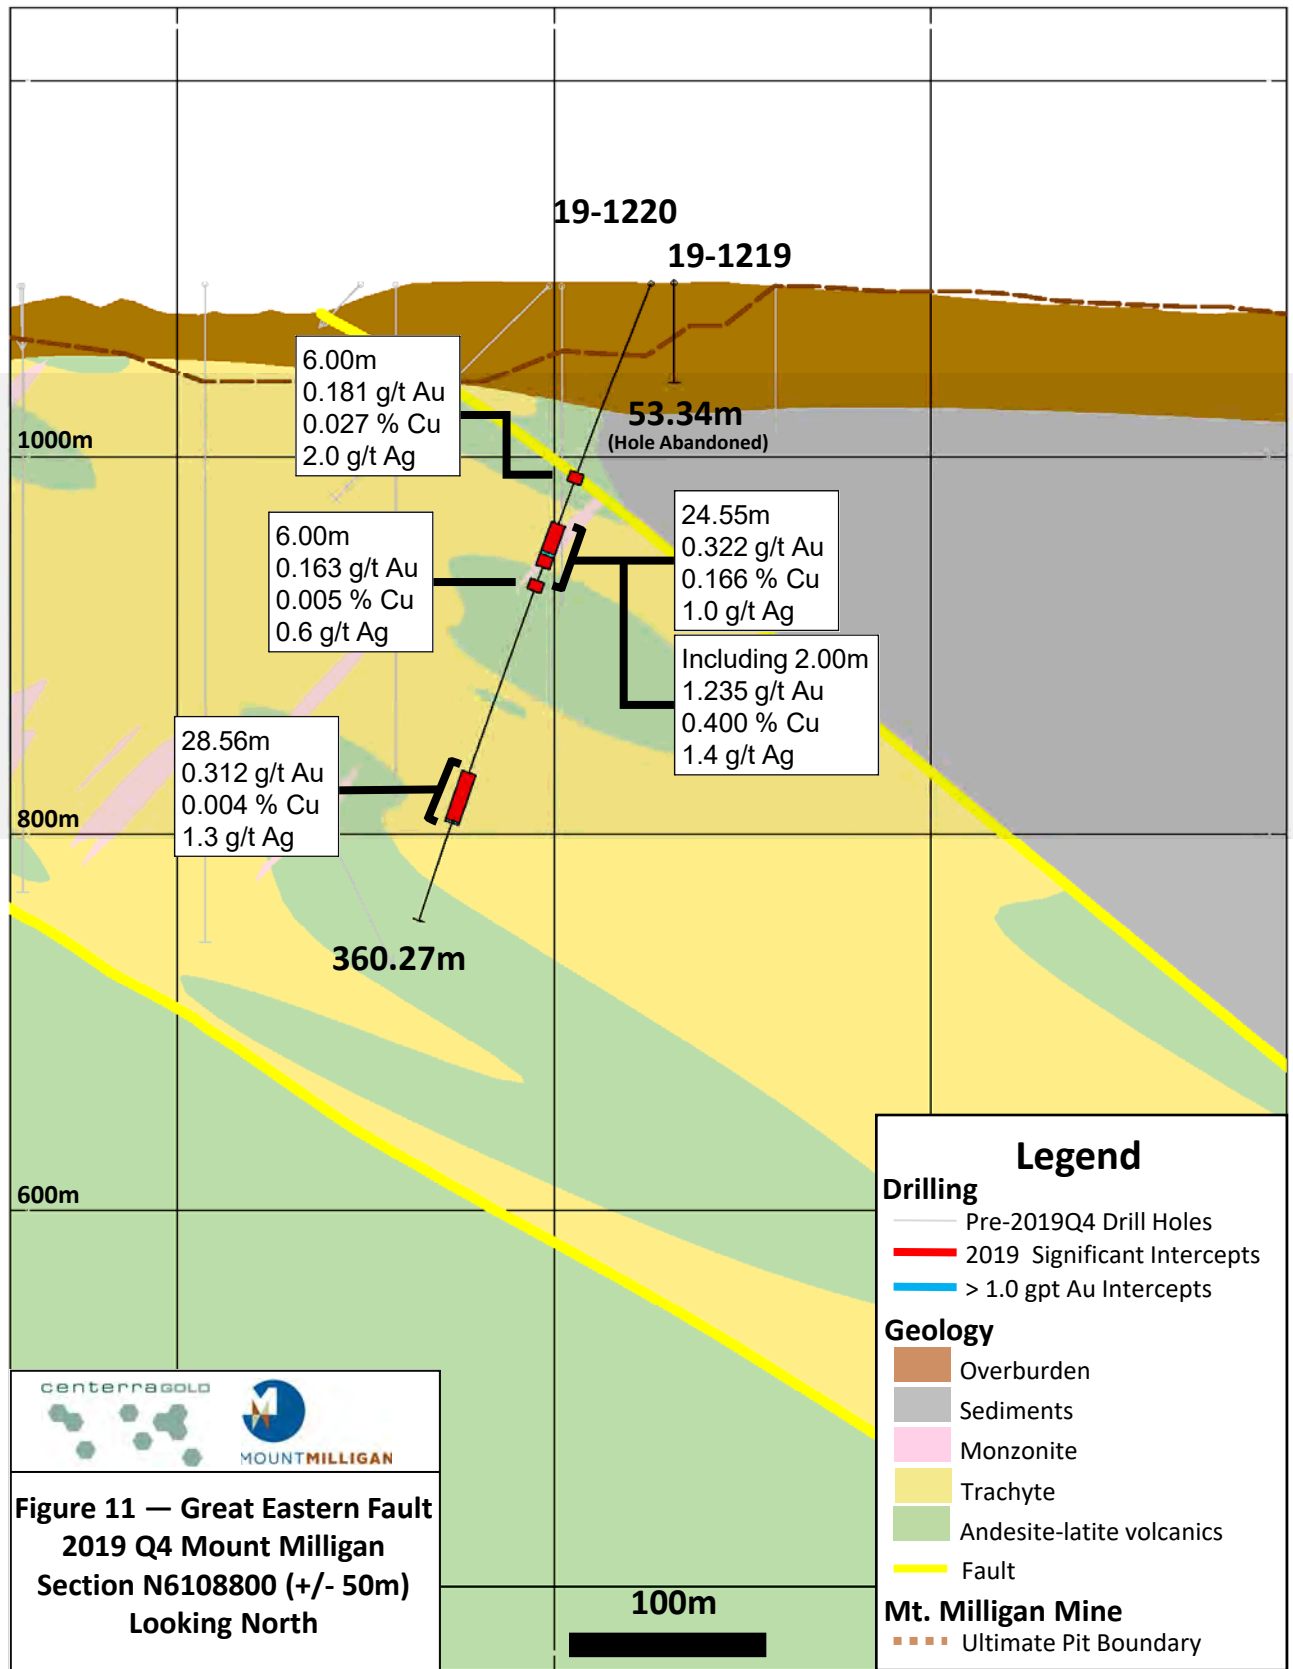 19-1220
19-1219
6.00m
0.181 g/t Au
0.027 % Cu
2.0 g/t Ag
53.34m
(Hole Abandoned)
1000m
24.55m
0.322 g/t Au
0.166 % Cu
1.0 g/t Ag
6.00m
0.163 g/t Au
0.005 % Cu
0.6 g/t Ag
Including 2.00m
1.235 g/t Au
0.400 % Cu
1.4 g/t Ag
28.56m
0.312 g/t Au
0.004 % Cu
1.3 g/t Ag
800m
360.27m
600m
Legend
Drilling
Pre-2019Q4 Drill Holes
2019 Significant Intercepts
> 1.0 gpt Au Intercepts
Geology
Overburden
Sediments
Monzonite
Trachyte
Andesite-latite volcanics
Fault
Mt. Milligan Mine
Ultimate Pit Boundary
centerraGOLD
MOUNTMILLIGAN
Figure 11 — Great Eastern Fault
2019 Q4 Mount Milligan
Section N6108800 (+/- 50m)
Looking North
100m